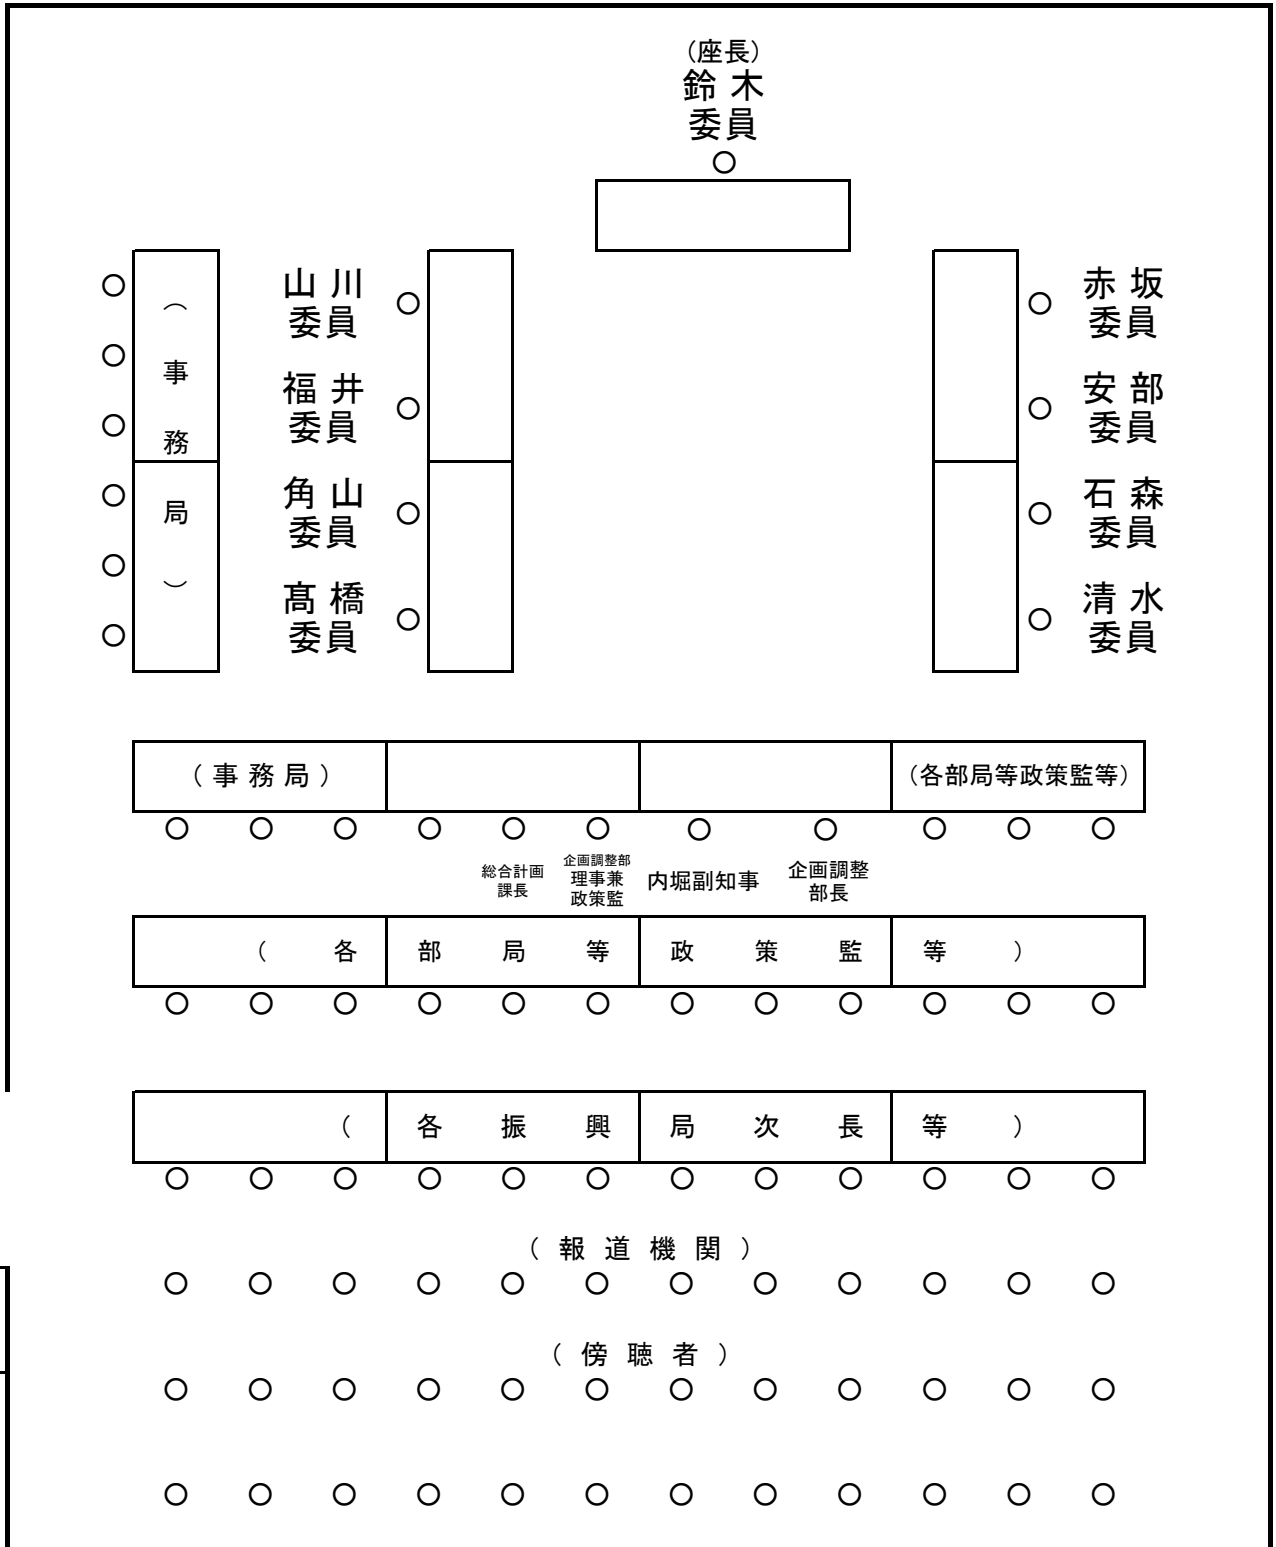 （座長）
鈴木
委員
山川
委員
福井
委員
角山
委員
髙橋
委員
（事務局）
赤坂
委員
安部
委員
石森
委員
清水
委員
（事務局）
（各部局等政策監等）
総合計画
課長
企画調整部
理事兼
政策監
内堀副知事
企画調整
部長
（各部局等政策監等）
（各振興局次長等）
（報道機関）
（傍聴者）